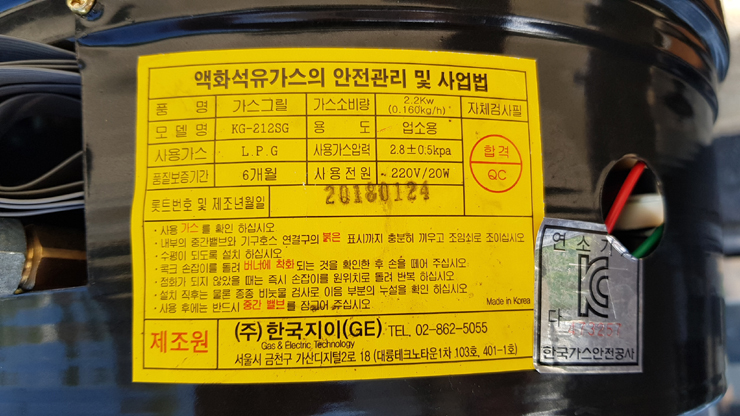 액화석유가스의 안전관리 및 사업법
품 명 가스그릴 가스소비량 2.2Kw (0.160kg/h) 자체검사필
모 델 명 KG-212SG 용 도 업소용
사용가스 L.P.G 사용가스압력 2.8±0.5kpa 합격 QC
품질보증기간 6개월 사용전원 220V/20W
롯트번호 및 제조년월일 20180124
· 사용 가스를 확인 하십시오
· 내부의 중간밸브와 기구호스 연결구의 붉은 표시까지 충분히 끼우고 조임쇠로 조이십시오
· 수평이 되도록 설치 하십시오
· 콕크 손잡이를 돌려 버너에 착화되는 것을 확인한 후 손을 떼어 주십시오.
· 점화가 되지 않았을 때는 즉시 손잡이를 원위치로 돌려 반복 하십시오
· 설치 직후는 물론 종종 비눗물 검사로 이음 부분의 누설을 확인 하십시오
· 사용 후에는 반드시 중간 밸브를 잠궈어 주십시오 Made in Korea
제조원 (주)한국지이(GE) TEL, 02-862-5055
Gas & Electric Technology
서울시 금천구 가산디지털2로 18 (대륭테크노타운1차 103호, 401-1호)
연소기
다
한국가스안전공사